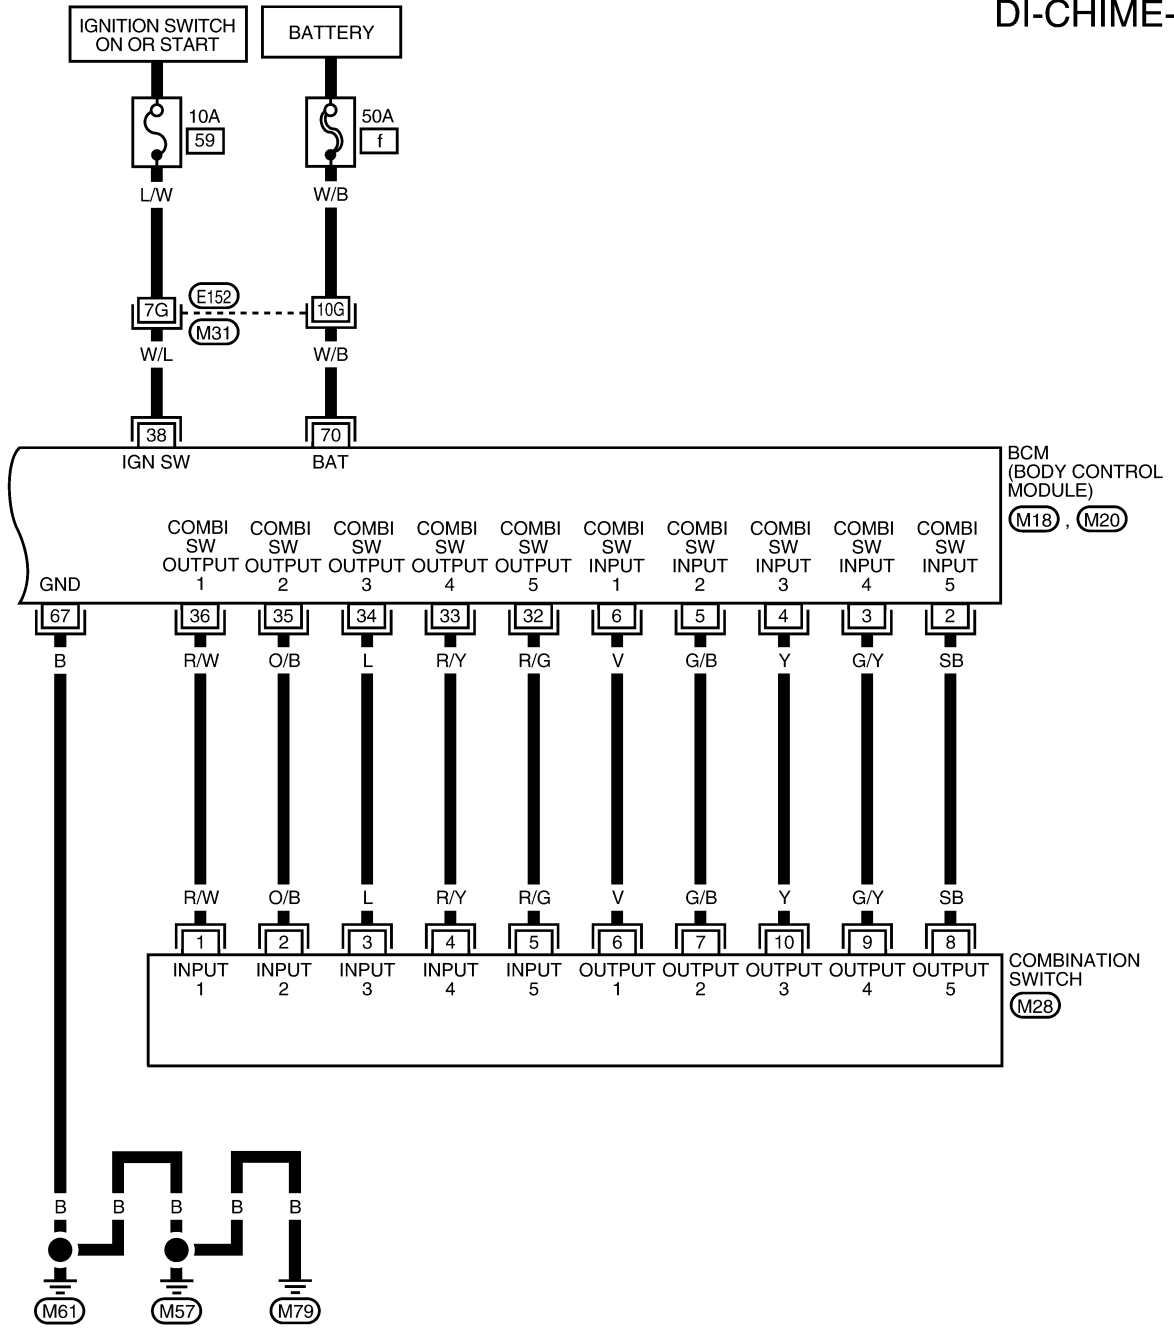 DI-CHIME-
IGNITION SWITCH
ON OR START
BATTERY
10A
59
50A
f
L/W
W/B
7G
E152
M31
10G
W/L
W/B
38
70
IGN SW
BAT
BCM
(BODY CONTROL
MODULE)
M18 , M20
GND
COMBI
SW
OUTPUT
1
COMBI
SW
OUTPUT
2
COMBI
SW
OUTPUT
3
COMBI
SW
OUTPUT
4
COMBI
SW
OUTPUT
5
COMBI
SW
INPUT
1
COMBI
SW
INPUT
2
COMBI
SW
INPUT
3
COMBI
SW
INPUT
4
COMBI
SW
INPUT
5
67 36 35 34 33 32 6 5 4 3 2
B R/W O/B L R/Y R/G V G/B Y G/Y SB
R/W O/B L R/Y R/G V G/B Y G/Y SB
1 2 3 4 5 6 7 10 9 8
INPUT
1
INPUT
2
INPUT
3
INPUT
4
INPUT
5
OUTPUT
1
OUTPUT
2
OUTPUT
3
OUTPUT
4
OUTPUT
5
COMBINATION
SWITCH
M28
B B B B B
M61 M57 M79